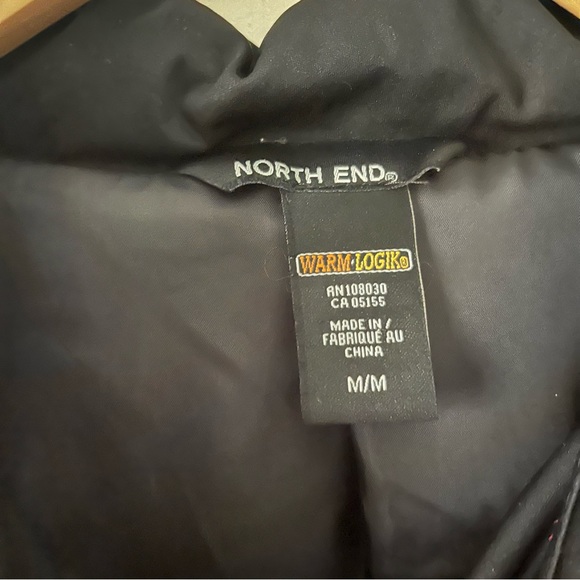 NORTH END®
WARM·LOGIK®
RN108030
CA 05155
MADE IN /
FABRIQUÉ AU
CHINA
M/M